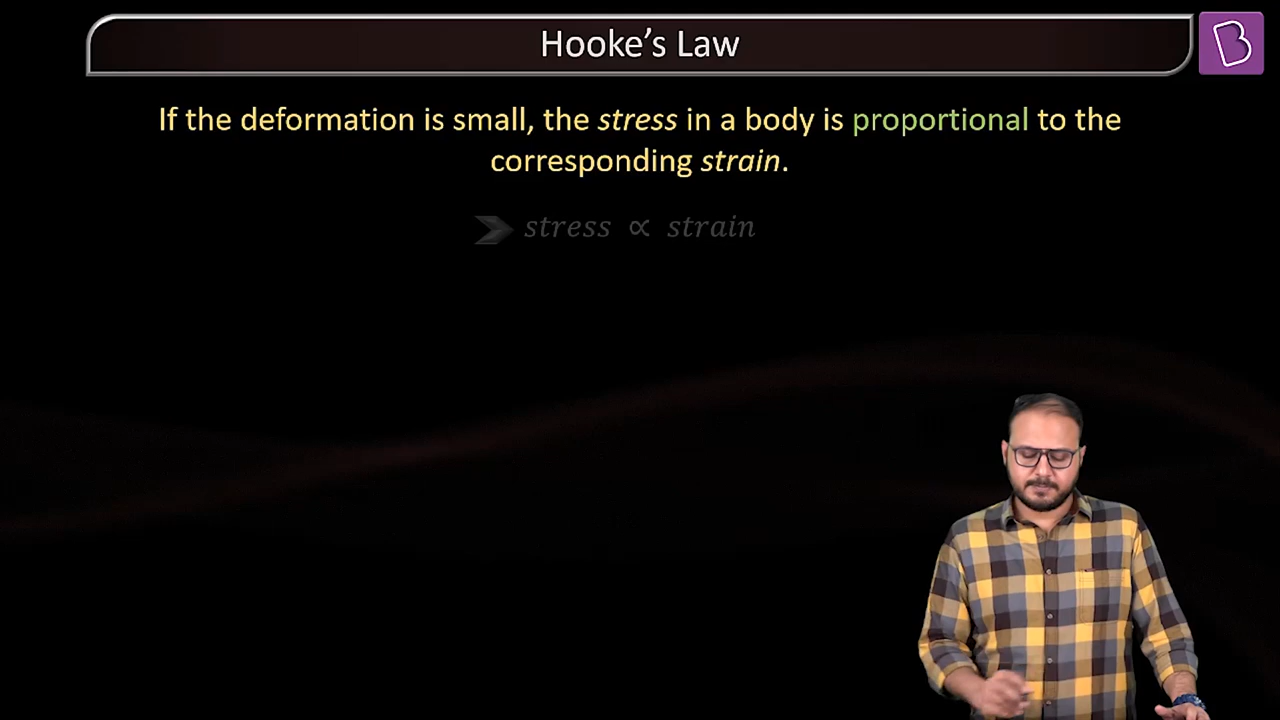 Hooke’s Law
If the deformation is small, the stress in a body is proportional to the
corresponding strain.
stress ∝ strain